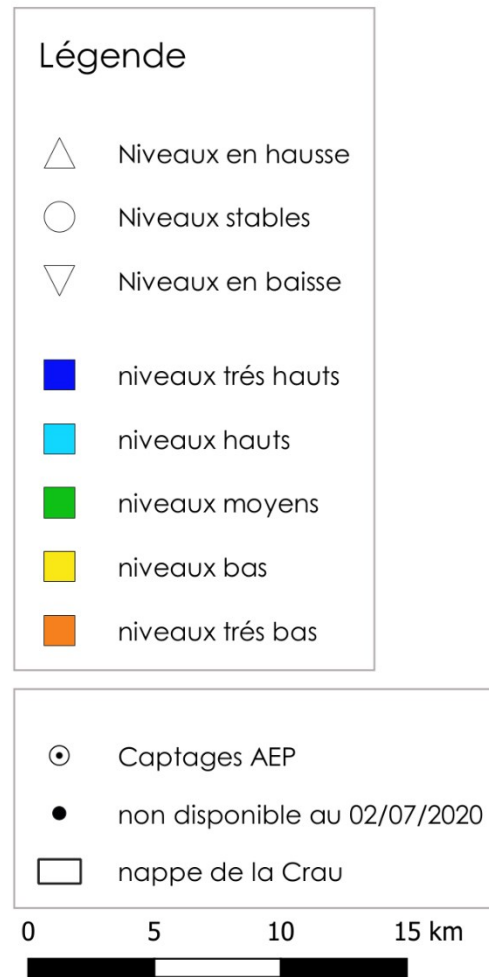 Légende
Niveaux en hausse
Niveaux stables
Niveaux en baisse
niveaux trés hauts
niveaux hauts
niveaux moyens
niveaux bas
niveaux trés bas
Captages AEP
non disponible au 02/07/2020
nappe de la Crau
0 5 10 15 km